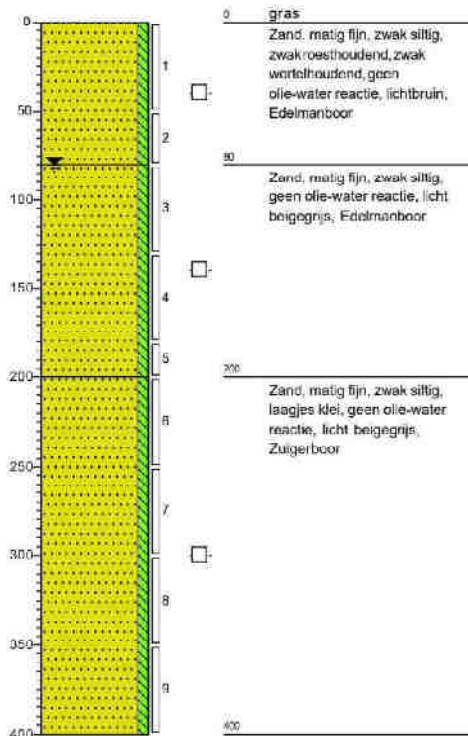 0
50
100
150
200
250
300
350
400
1
2
3
4
5
6
7
8
9
0
gras
Zand, matig fijn, zwak siltig,
zwak roesthoudend, zwak
wortelhoudend, geen
olie-water reactie, lichtbruin,
Edelmanboor
80
Zand, matig fijn, zwak siltig,
geen olie-water reactie, licht
beigegrijs, Edelmanboor
200
Zand, matig fijn, zwak siltig,
laagjes klei, geen olie-water
reactie, licht beigegrijs,
Zuigerboor
400